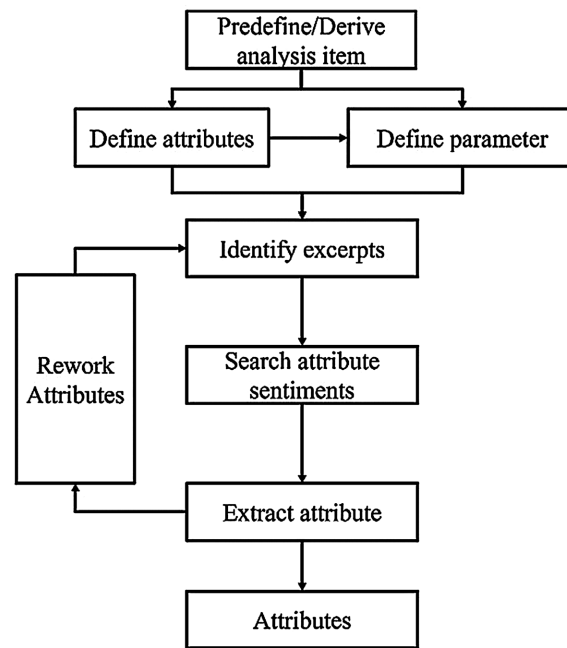 Predefine/Derive
analysis item
Define attributes
Define parameter
Identify excerpts
Rework
Attributes
Search attribute
sentiments
Extract attribute
Attributes